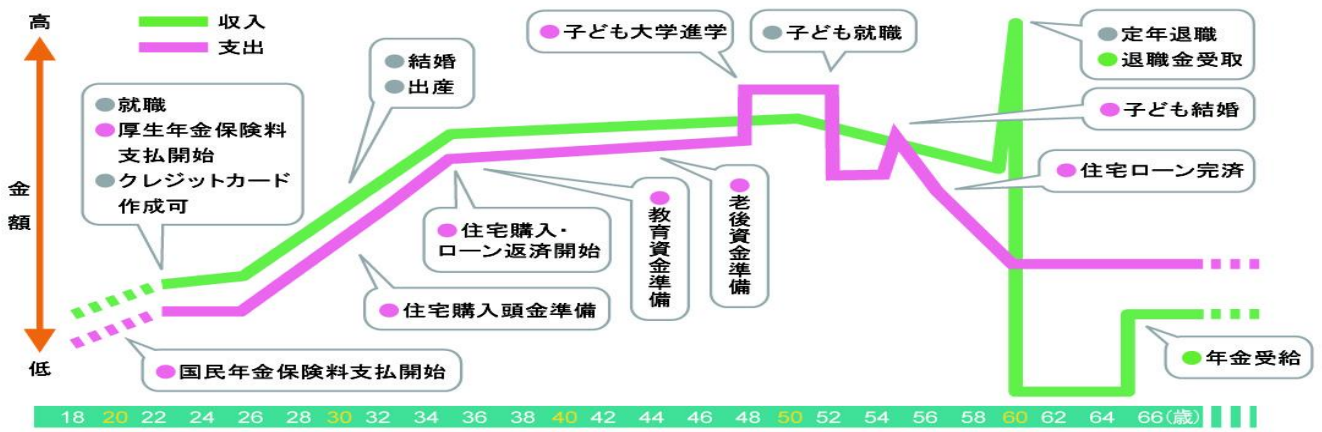 高
金額
低
収入
支出
●就職
●厚生年金保険料
支払開始
●クレジットカード
作成可
●結婚
●出産
●子ども大学進学
●子ども就職
●定年退職
●退職金受取
●子ども結婚
●住宅ローン完済
●住宅購入・
ローン返済開始
●教育資金準備
●老後資金準備
●住宅購入頭金準備
●国民年金保険料支払開始
●年金受給
18 20 22 24 26 28 30 32 34 36 38 40 42 44 46 48 50 52 54 56 58 60 62 64 66(歳)